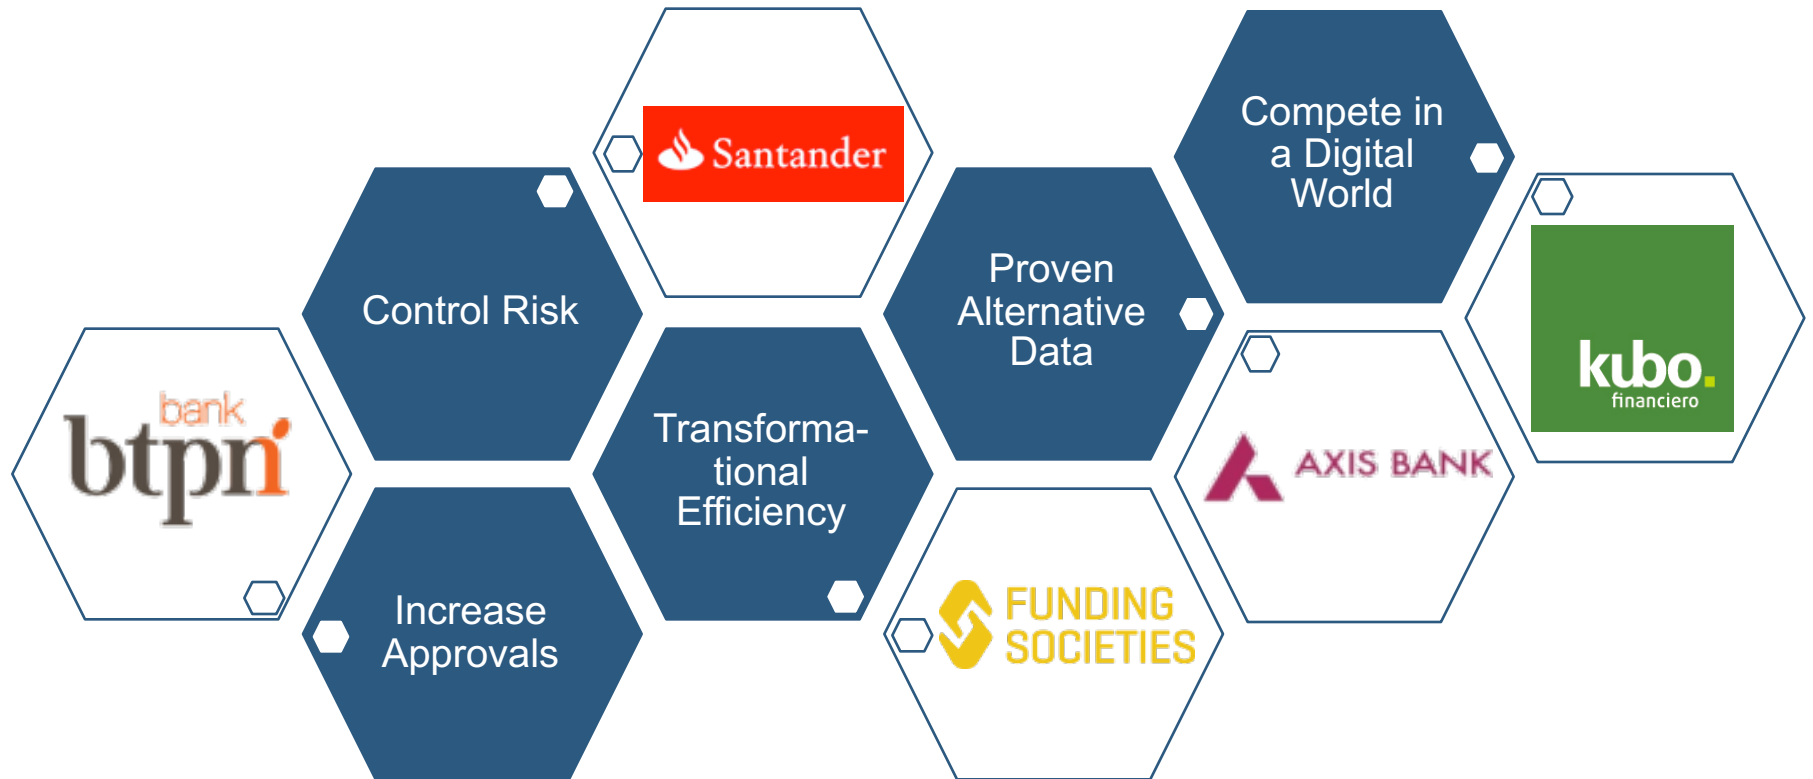 Santander
Compete in
a Digital
World
Control Risk
Proven
Alternative
Data
kubo.
financiero
bank
btpn
Transforma-
tional
Efficiency
AXIS BANK
Increase
Approvals
FUNDING
SOCIETIES